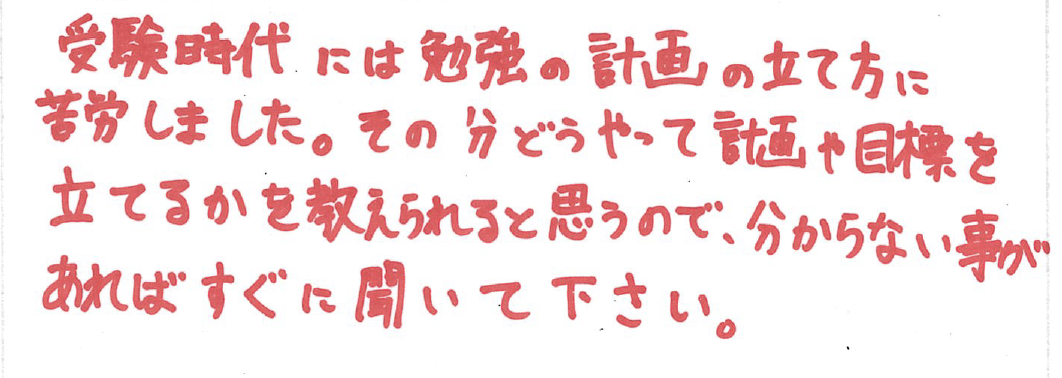 受験時代には勉強の計画の立て方に
苦労しました。その分どうやって計画や目標を
立てるかを教えられると思うので、分からない事が
あればすぐに聞いて下さい。